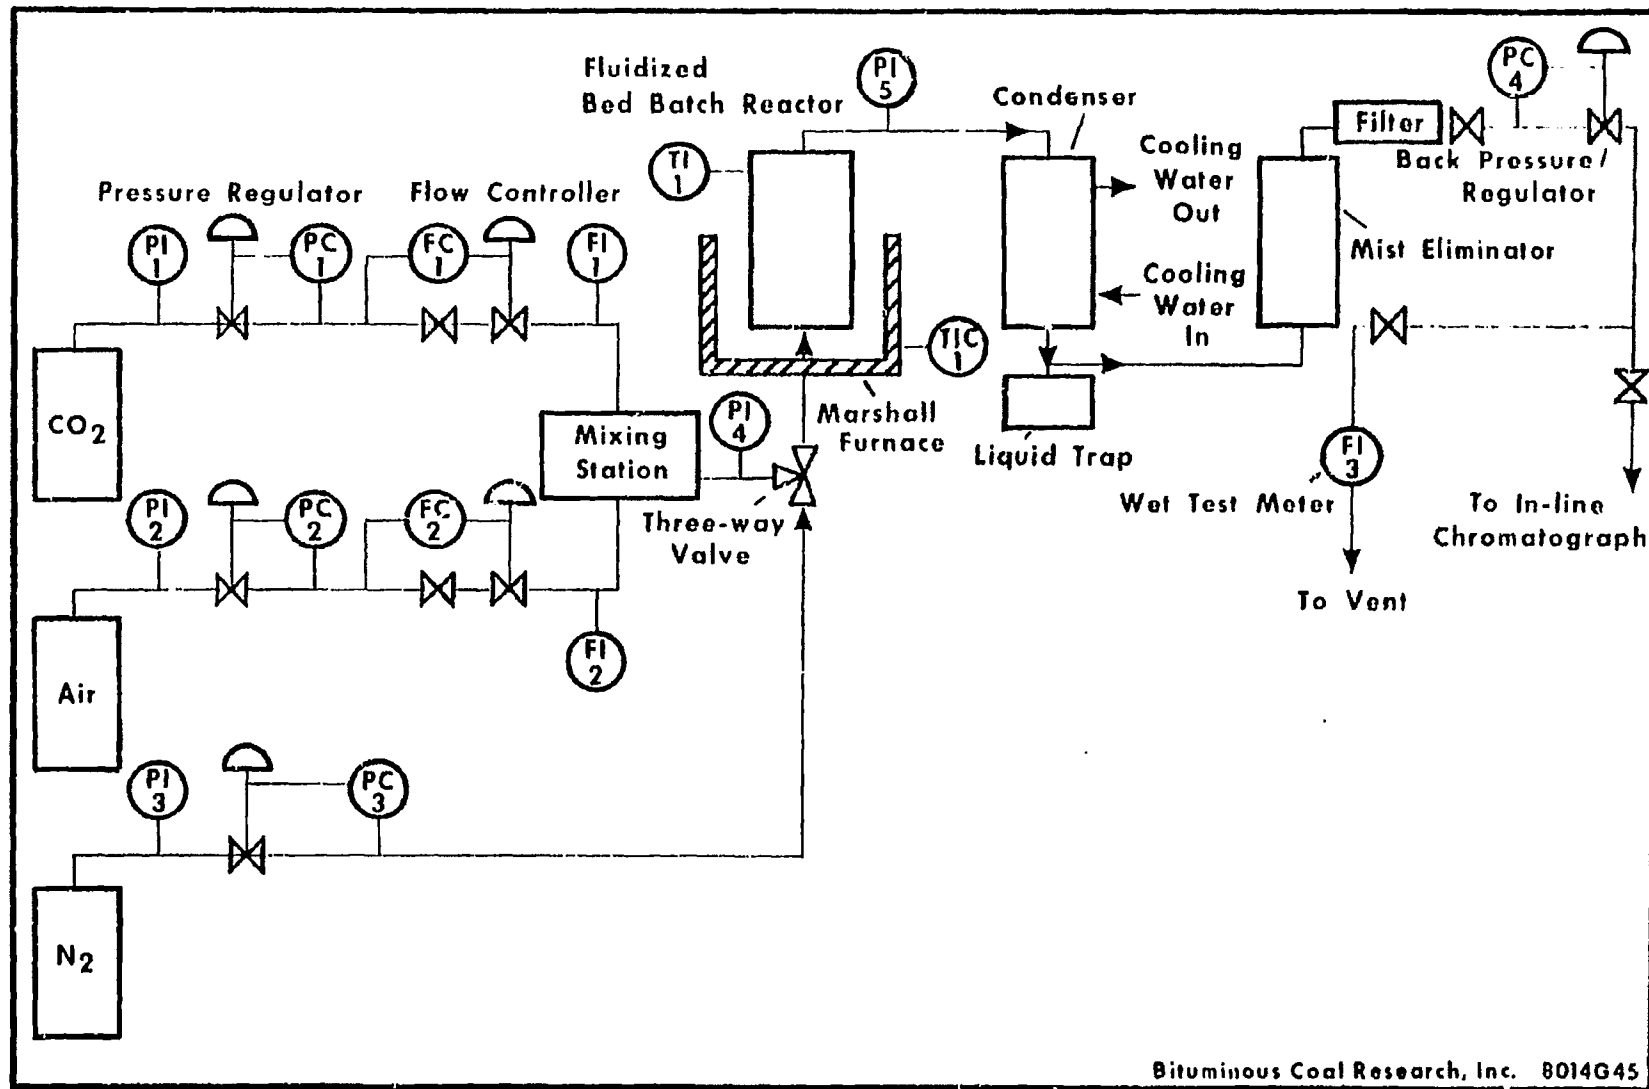 Fluidized
Bed Batch Reactor
PI
5
Condenser
PC
4
Filter
Back Pressure
Regulator
TI
1
Cooling
Water
Out
Pressure Regulator
Flow Controller
PI
1
PC
1
FC
1
FI
1
Mist Eliminator
Cooling
Water
In
TIC
1
CO2
Mixing
Station
PI
4
Marshall
Furnace
Liquid Trap
FI
3
Wet Test Meter
To In-line
Chromatograph
PI
2
PC
2
FC
2
Three-way
Valve
To Vent
Air
FI
2
PI
3
PC
3
N2
Bituminous Coal Research, Inc. 8014G45